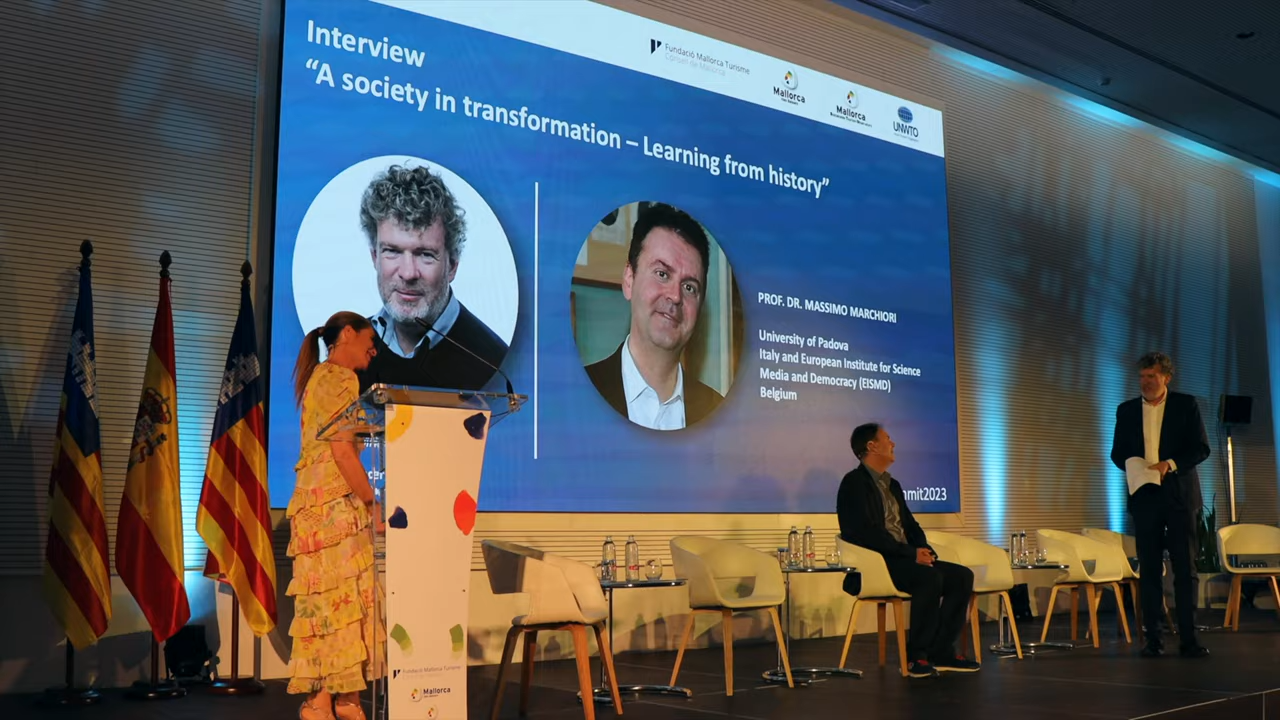 Interview
“A society in transformation – Learning from history”
Fundació Mallorca Turisme
Consell de Mallorca
Mallorca
Mallorca
UNWTO
PROF. DR. MASSIMO MARCHIORI
University of Padova
Italy and European Institute for Science
Media and Democracy (EISMD)
Belgium
mmit2023
Fundació Mallorca Turisme
Mallorca